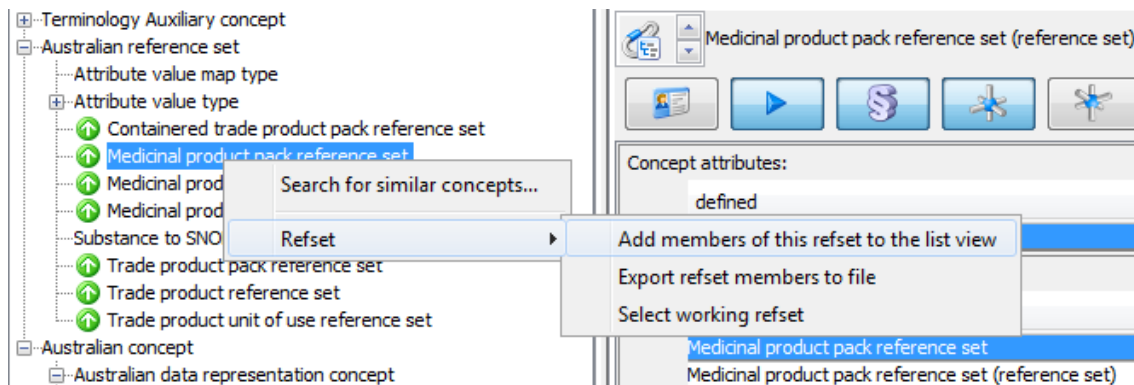 Terminology Auxiliary concept
Australian reference set
Attribute value map type
Attribute value type
Containered trade product pack reference set
Medicinal product pack reference set
Medicinal prod
Medicinal prod
Substance to SNO
Trade product pack reference set
Trade product reference set
Trade product unit of use reference set
Australian concept
Australian data representation concept
Search for similar concepts...
Refset
Add members of this refset to the list view
Export refset members to file
Select working refset
Medicinal product pack reference set (reference set)
Concept attributes:
defined
Medicinal product pack reference set
Medicinal product pack reference set (reference set)